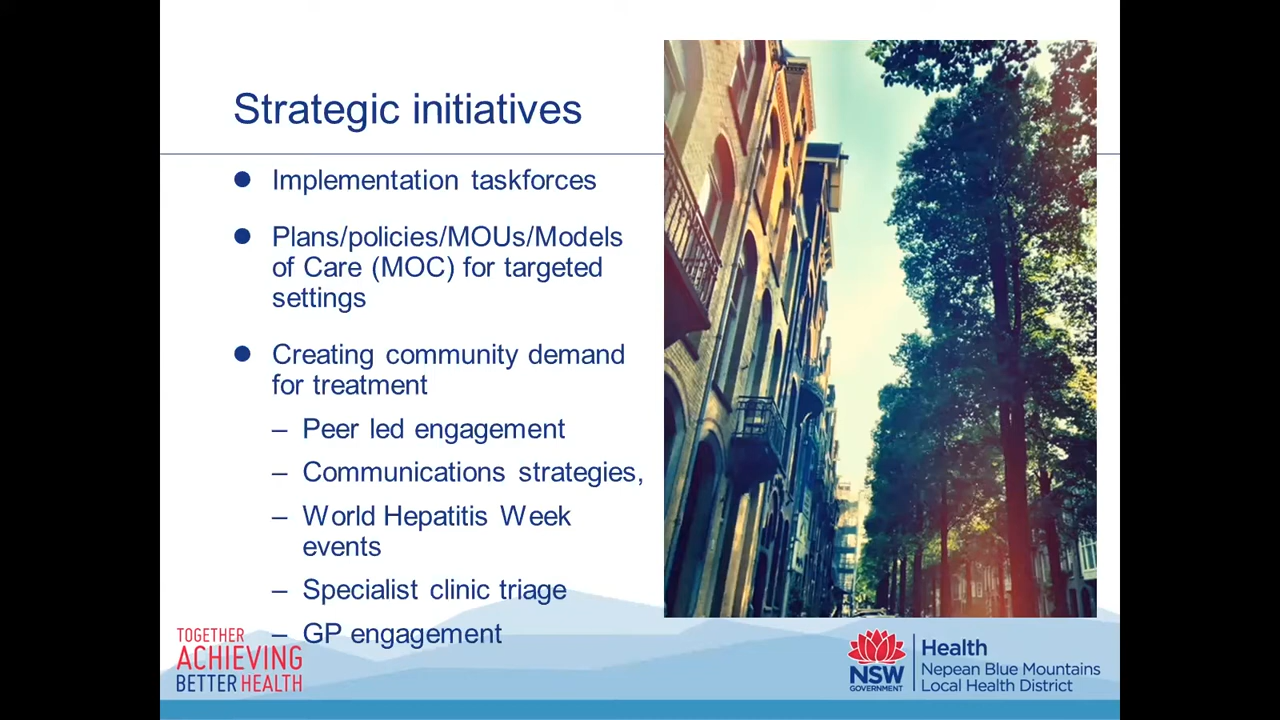 Strategic initiatives
Implementation taskforces
Plans/policies/MOUs/Models
of Care (MOC) for targeted
settings
Creating community demand
for treatment
– Peer led engagement
– Communications strategies,
– World Hepatitis Week
events
– Specialist clinic triage
– GP engagement
TOGETHER
ACHIEVING
BETTER HEALTH
NSW
GOVERNMENT
Health
Nepean Blue Mountains
Local Health District